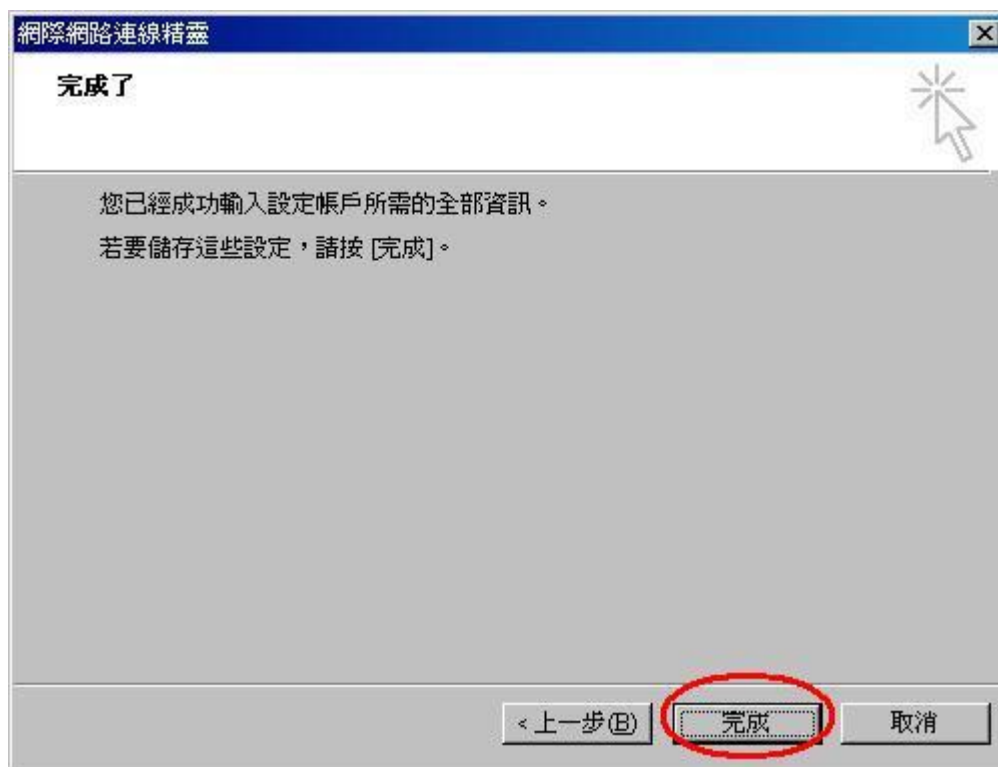 網際網路連線精靈
完成了
您已經成功輸入設定帳戶所需的全部資訊。
若要儲存這些設定，請按 [完成]。
< 上一步(B)
完成
取消